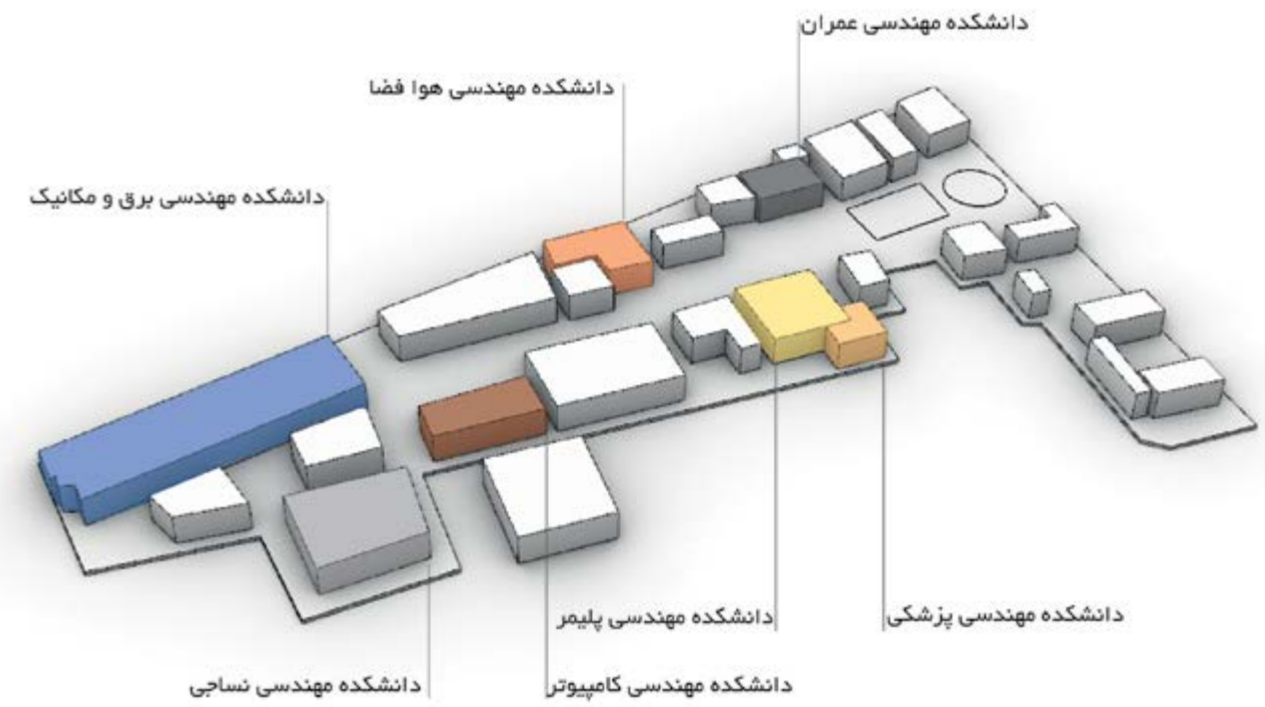 دانشکده مهندسی عمران
دانشکده مهندسی هوا فضا
دانشکده مهندسی برق و مکانیک
دانشکده مهندسی پزشکی
دانشکده مهندسی پلیمر
دانشکده مهندسی کامپیوتر
دانشکده مهندسی نساجی